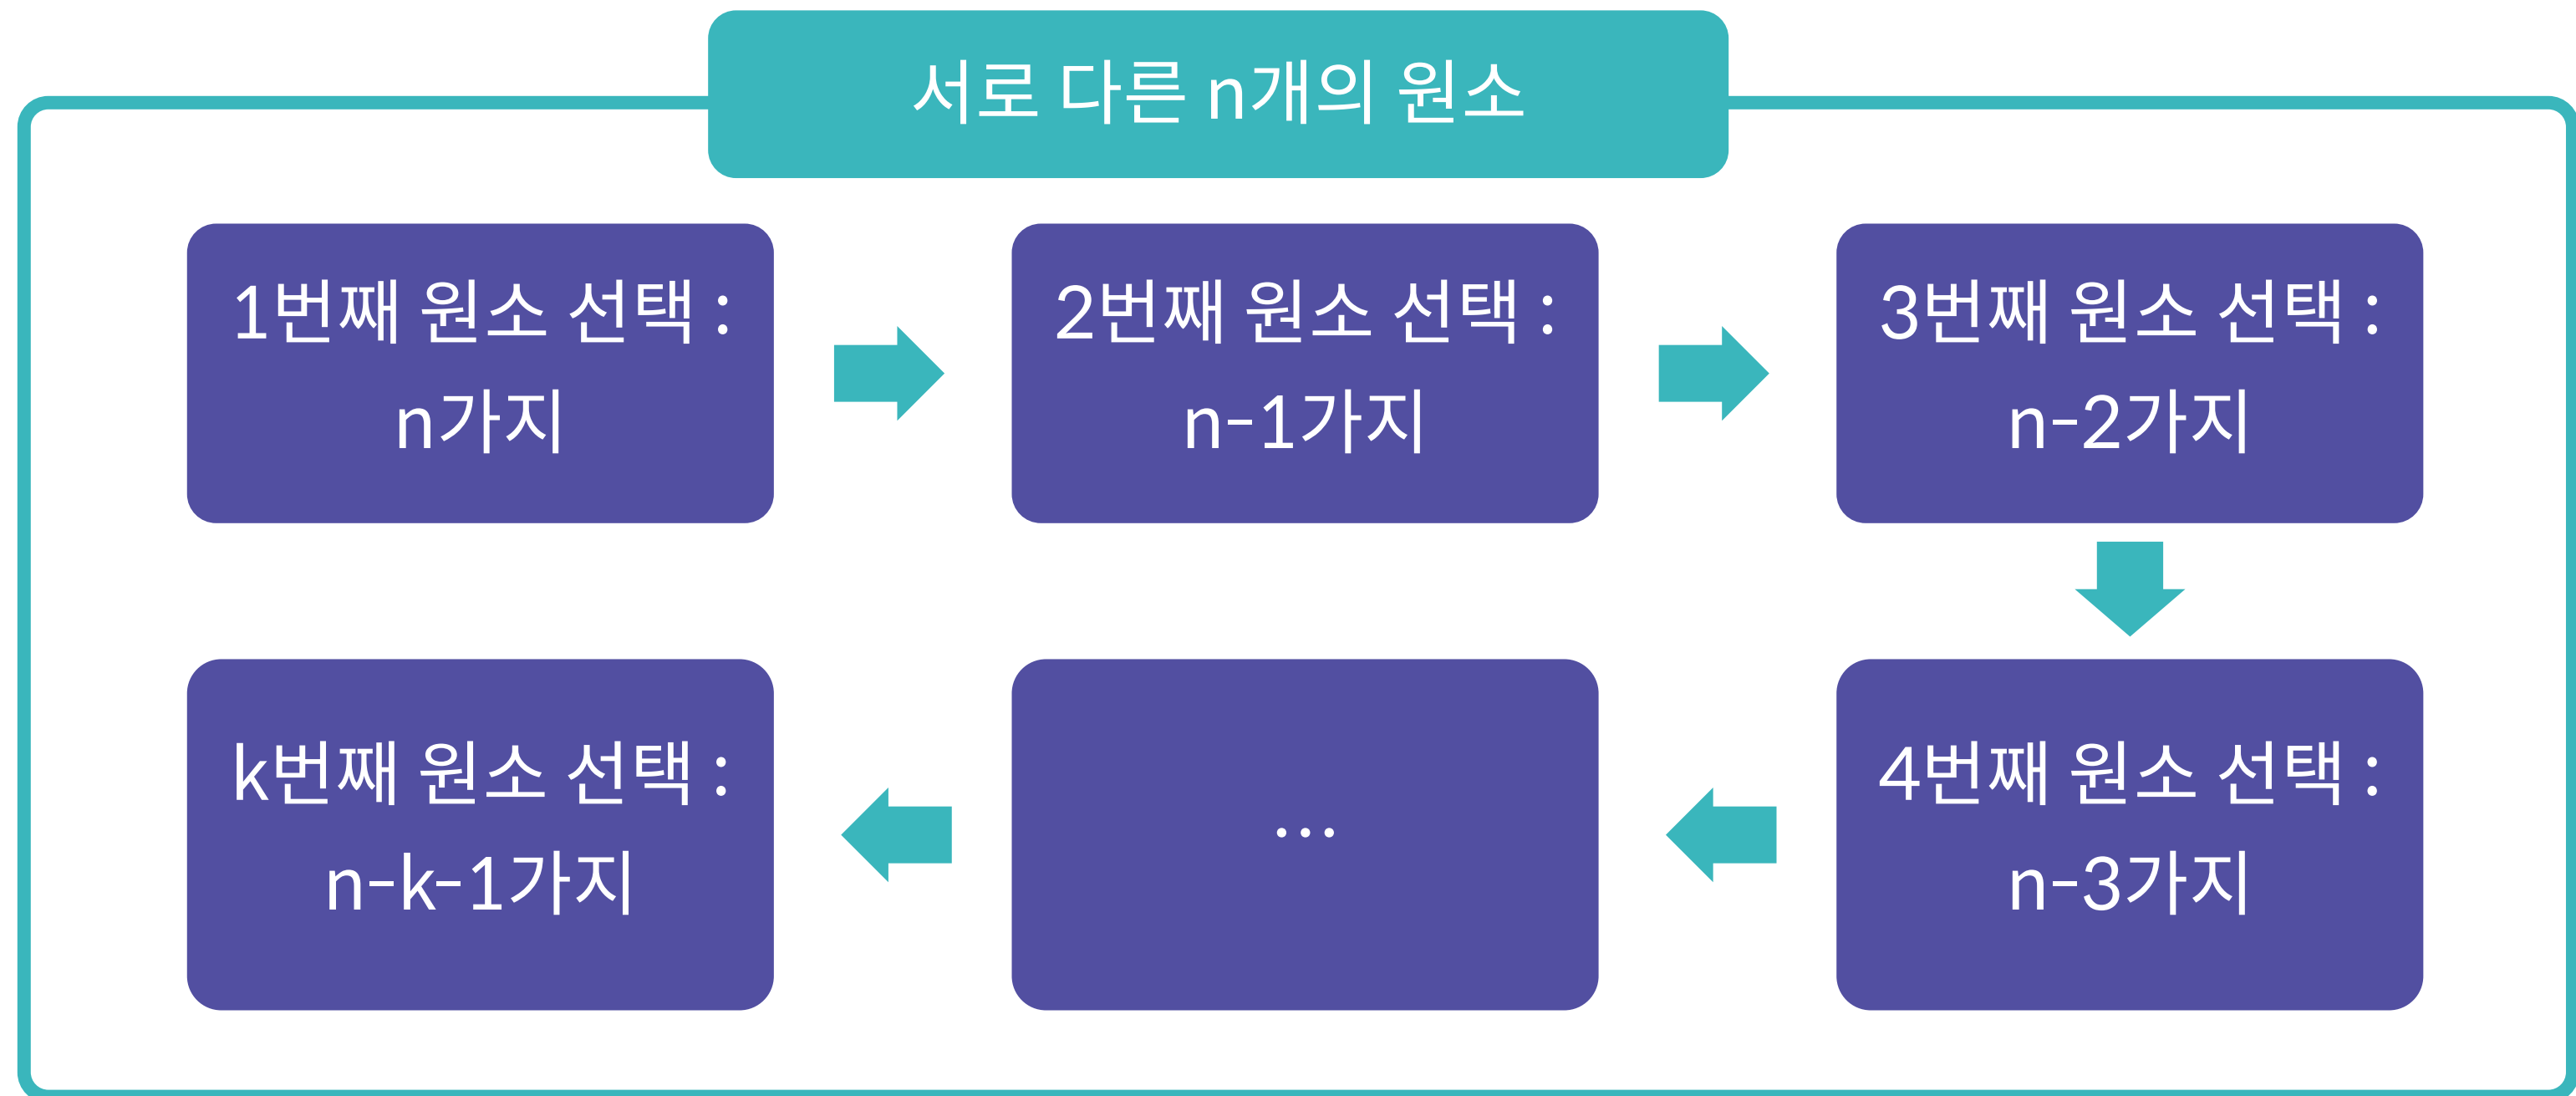 서로 다른 n개의 원소
1번째 원소 선택 :
n가지
2번째 원소 선택 :
n-1가지
3번째 원소 선택 :
n-2가지
4번째 원소 선택 :
n-3가지
...
k번째 원소 선택 :
n-k-1가지